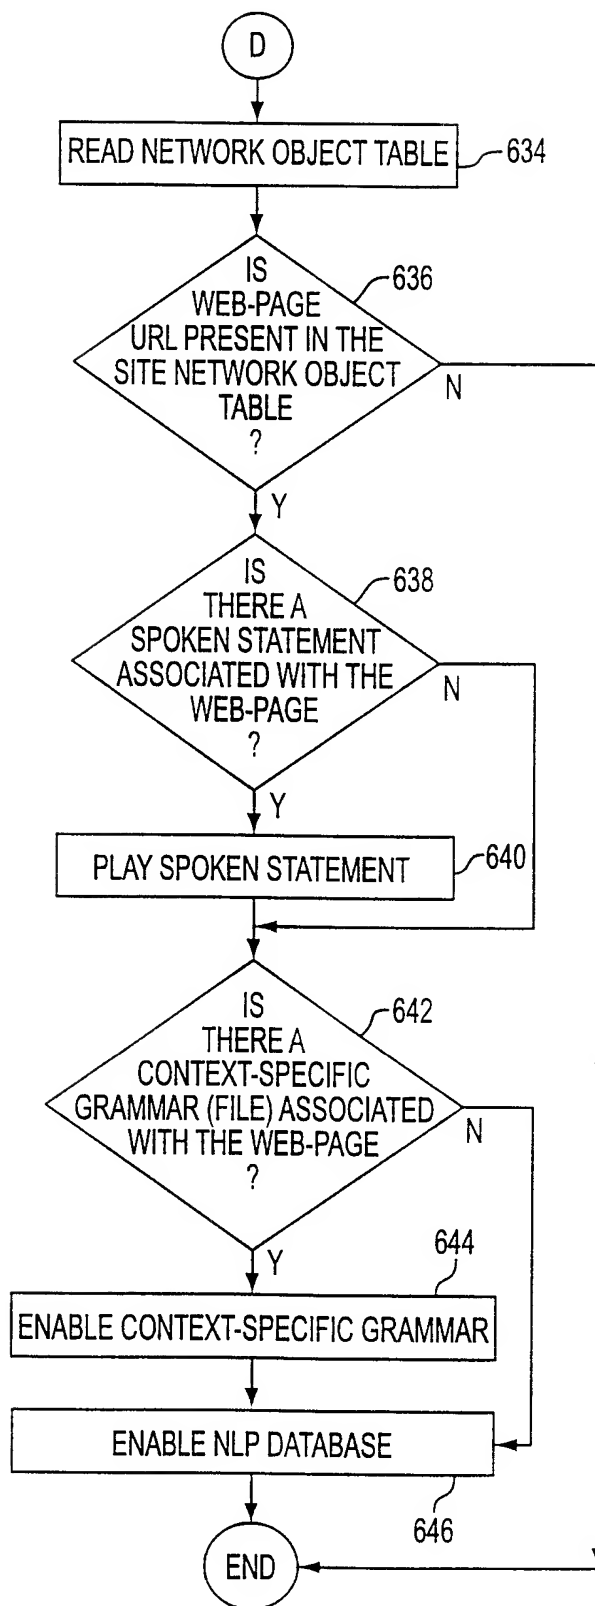 D
READ NETWORK OBJECT TABLE
634
IS
WEB-PAGE
URL PRESENT IN THE
SITE NETWORK OBJECT
TABLE
?
636
N
Y
IS
THERE A
SPOKEN STATEMENT
ASSOCIATED WITH THE
WEB-PAGE
?
638
N
Y
PLAY SPOKEN STATEMENT
640
IS
THERE A
CONTEXT-SPECIFIC
GRAMMAR (FILE) ASSOCIATED
WITH THE WEB-PAGE
?
642
N
Y
644
ENABLE CONTEXT-SPECIFIC GRAMMAR
ENABLE NLP DATABASE
646
END